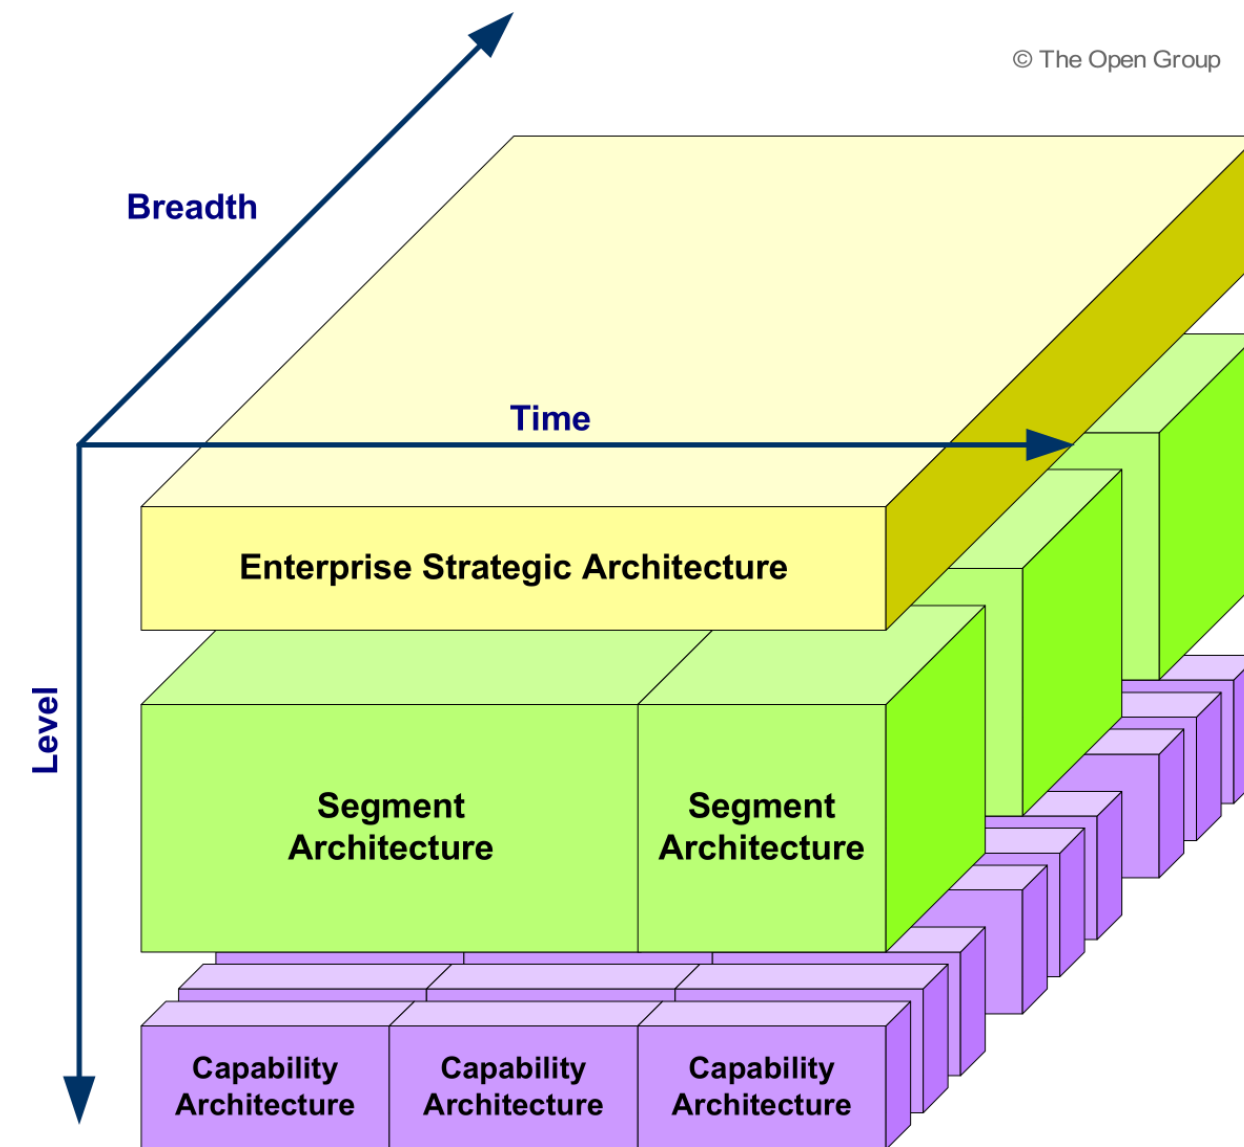 © The Open Group
Breadth
Time
Enterprise Strategic Architecture
Level
Segment
Architecture
Segment
Architecture
Capability
Architecture
Capability
Architecture
Capability
Architecture